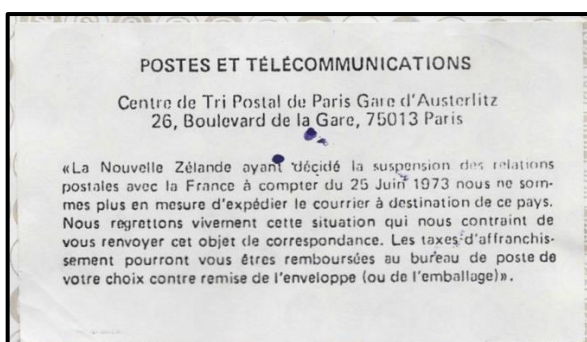 POSTES ET TÉLÉCOMMUNICATIONS
Centre de Tri Postal de Paris Gare d'Austerlitz
26, Boulevard de la Gare, 75013 Paris
«La Nouvelle Zélande ayant décidé la suspension des relations
postales avec la France à compter du 25 Juin 1973 nous ne som-
mes plus en mesure d'expédier le courrier à destination de ce pays.
Nous regrettons vivement cette situation qui nous contraint de
vous renvoyer cet objet de correspondance. Les taxes d'affranchis-
sement pourront vous êtres remboursées au bureau de poste de
votre choix contre remise de l'enveloppe (ou de l'emballage)».